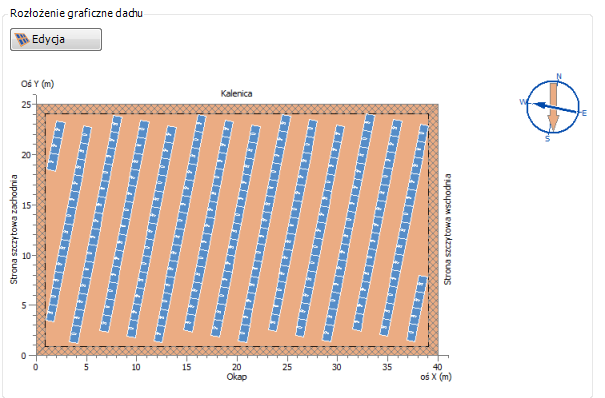 Rozłożenie graficzne dachu
Edycja
Oś Y (m)
Kalenica
N
W
E
S
25
20
15
10
5
0
Strona szczytowa zachodnia
Strona szczytowa wschodnia
0 5 10 15 20 25 30 35 40
Okap
oś X (m)